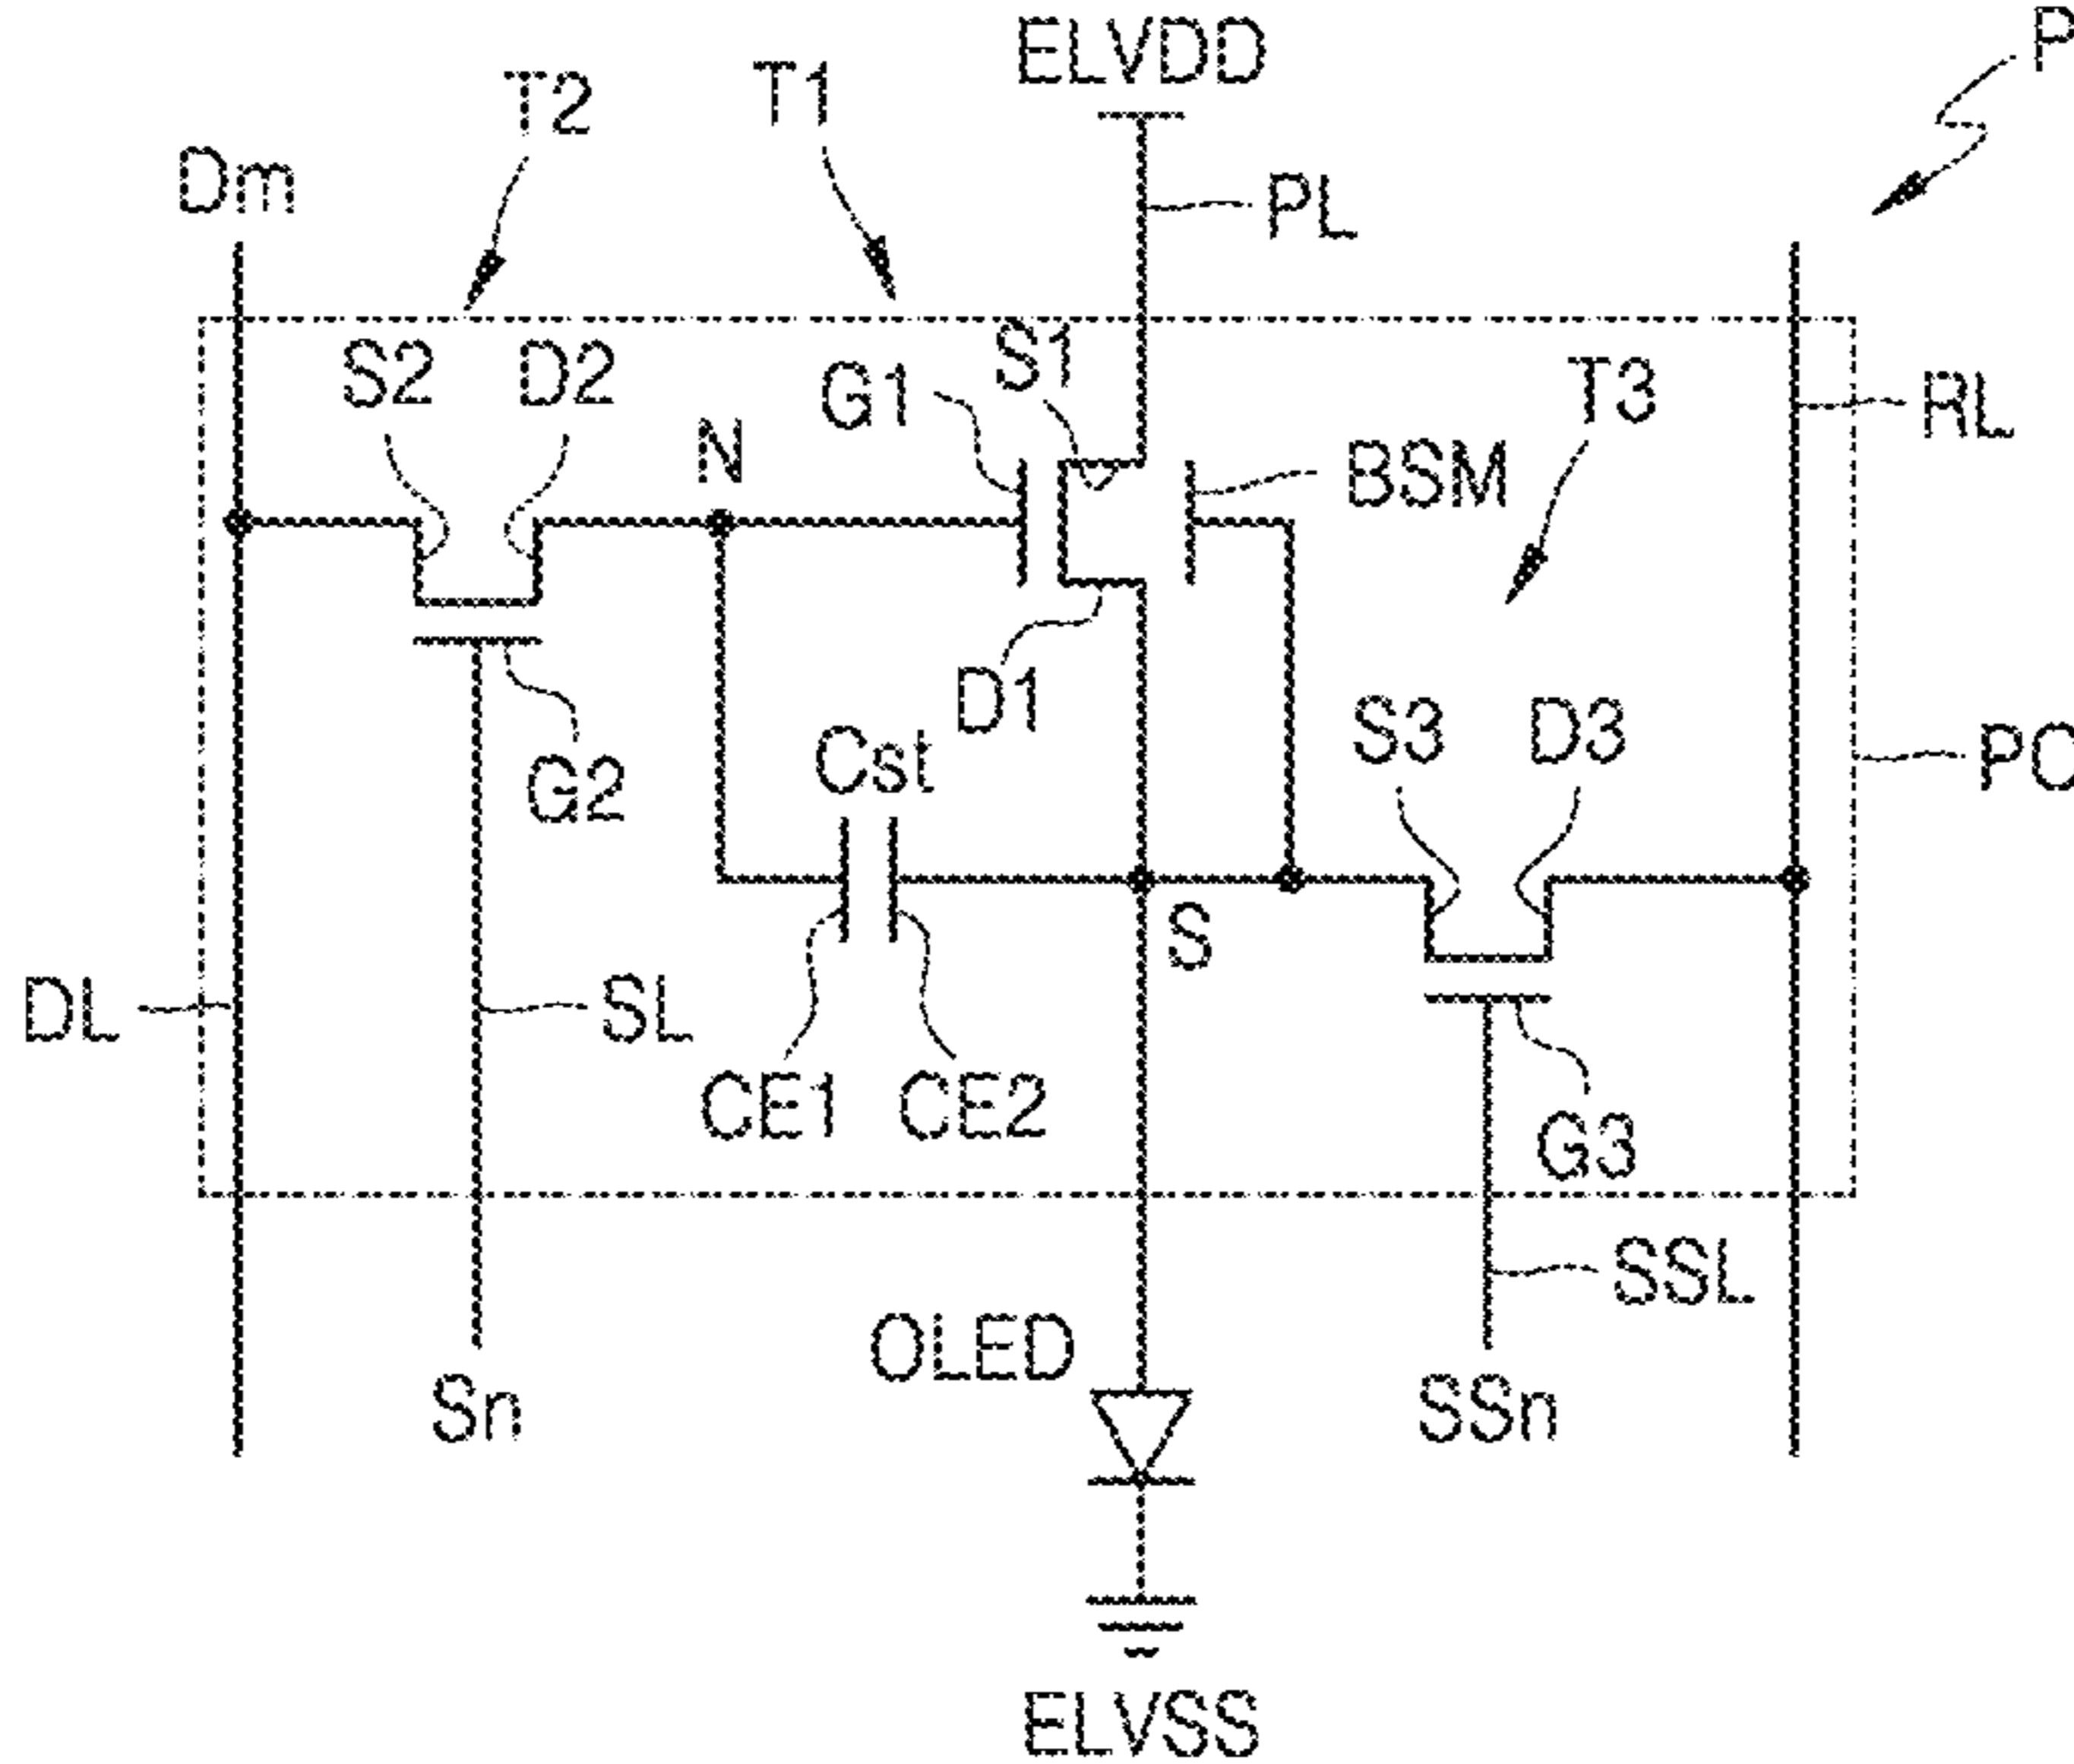 ELVDD
P
T2
T1
Dm
PL
S1
S2
D2
G1
T3
RL
N
BSM
D1
S3
D3
PC
Cst
G2
S
DL
SL
CE1
CE2
G3
SSL
OLED
Sn
SSn
ELVSS